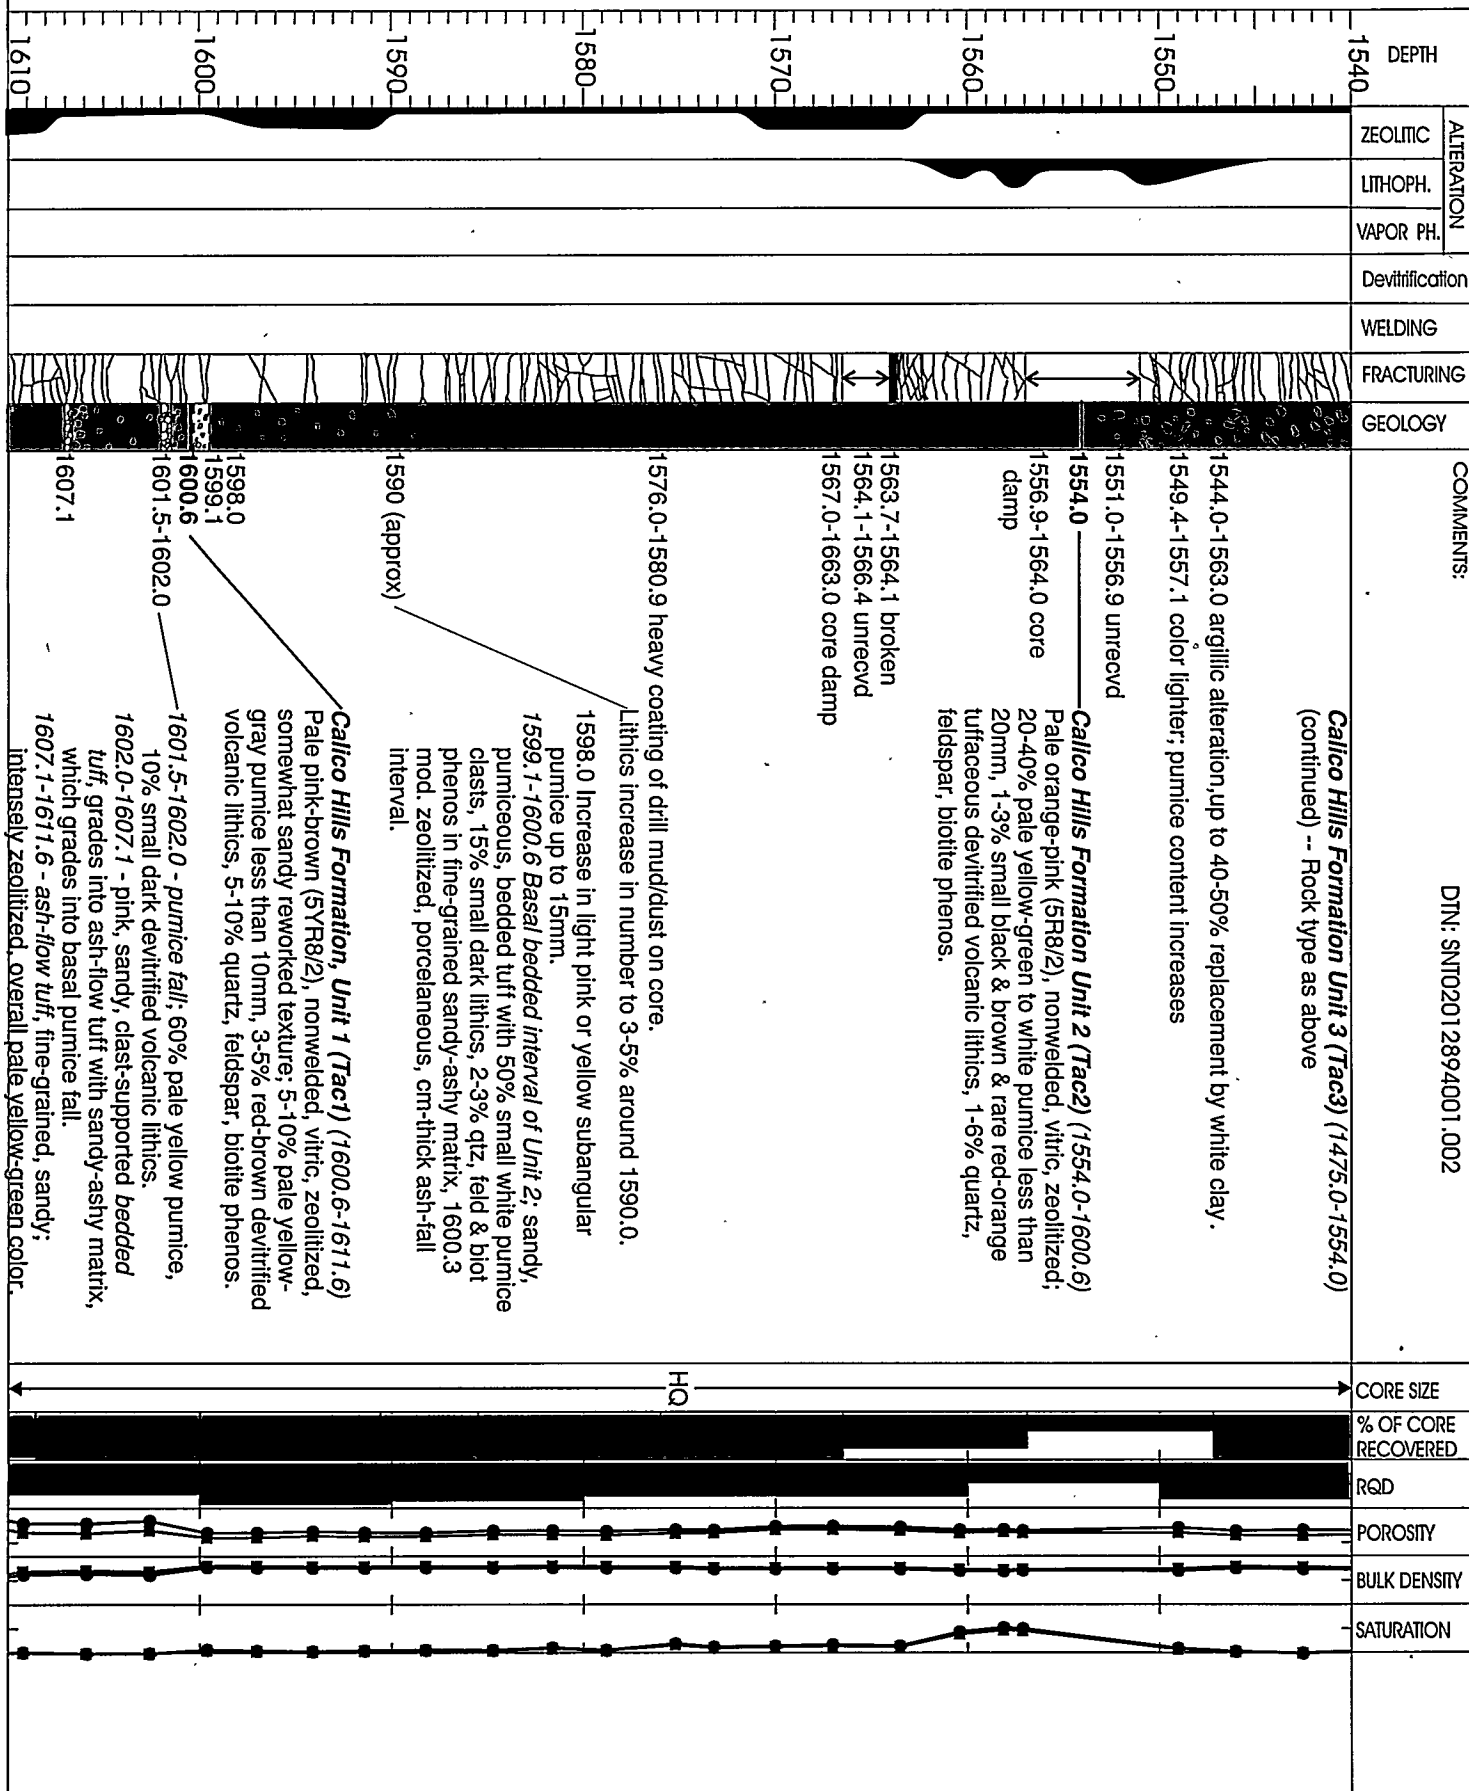 DTN: SNT02012894001.002
DEPTH
ALTERATION
ZEOLITIC
LITHOPH.
VAPOR PH.
Devitrification
WELDING
FRACTURING
GEOLOGY
COMMENTS:
CORE SIZE
% OF CORE
RECOVERED
RQD
POROSITY
BULK DENSITY
SATURATION
1540
1550
1560
1570
1580
1590
1600
1610
HQ
Calico Hills Formation Unit 3 (Tac3) (1475.0-1554.0)
(continued) -- Rock type as above
1544.0-1563.0 argillic alteration,up to 40-50% replacement by white clay.
1549.4-1557.1 color lighter; pumice content increases
1551.0-1556.9 unrecvd
1554.0
Calico Hills Formation Unit 2 (Tac2) (1554.0-1600.6)
Pale orange-pink (5R8/2), nonwelded, vitric, zeolitized;
20-40% pale yellow-green to white pumice less than
20mm, 1-3% small black & brown & rare red-orange
tuffaceous devitrified volcanic lithics, 1-6% quartz,
feldspar, biotite phenos.
1556.9-1564.0 core
damp
1563.7-1564.1 broken
1564.1-1566.4 unrecvd
1567.0-1663.0 core damp
1576.0-1580.9 heavy coating of drill mud/dust on core.
Lithics increase in number to 3-5% around 1590.0.
1590 (approx)
1598.0 Increase in light pink or yellow subangular
pumice up to 15mm.
1599.1-1600.6 Basal bedded interval of Unit 2; sandy,
pumiceous, bedded tuff with 50% small white pumice
clasts, 15% small dark lithics, 2-3% qtz, feld & biot
phenos in fine-grained sandy-ashy matrix, 1600.3
mod. zeolitized, porcelaneous, cm-thick ash-fall
interval.
1598.0
1599.1
1600.6
Calico Hills Formation, Unit 1 (Tac1) (1600.6-1611.6)
Pale pink-brown (5YR8/2), nonwelded, vitric, zeolitized,
somewhat sandy reworked texture; 5-10% pale yellow-
gray pumice less than 10mm, 3-5% red-brown devitrified
volcanic lithics, 5-10% quartz, feldspar, biotite phenos.
1601.5-1602.0
1601.5-1602.0 - pumice fall; 60% pale yellow pumice,
10% small dark devitrified volcanic lithics.
1602.0-1607.1 - pink, sandy, clast-supported bedded
tuff, grades into ash-flow tuff with sandy-ashy matrix,
which grades into basal pumice fall.
1607.1
1607.1-1611.6 - ash-flow tuff, fine-grained, sandy;
intensely zeolitized, overall pale yellow-green color.